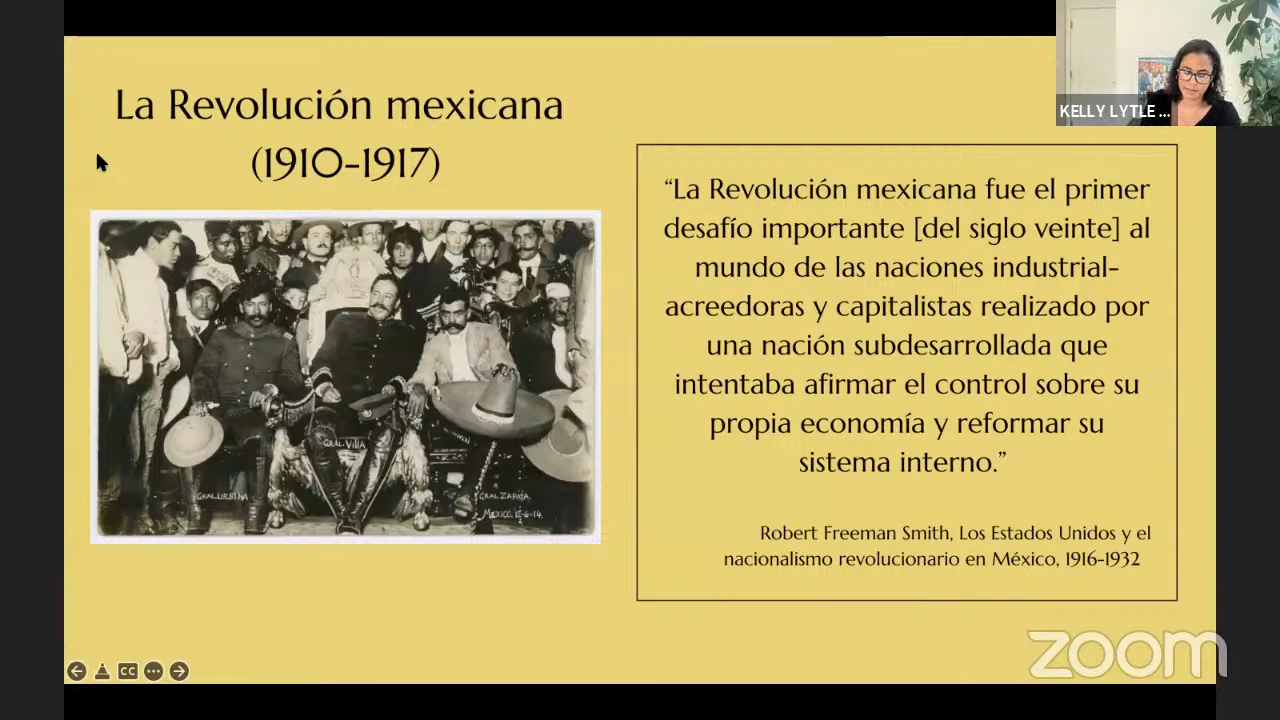 La Revolución mexicana
(1910-1917)
GRAL.URBINA
GRAL.VILLA
GRAL.ZAPATA.
MEXICO.
“La Revolución mexicana fue el primer
desafío importante [del siglo veinte] al
mundo de las naciones industrial-
acreedoras y capitalistas realizado por
una nación subdesarrollada que
intentaba afirmar el control sobre su
propia economía y reformar su
sistema interno.”
Robert Freeman Smith, Los Estados Unidos y el
nacionalismo revolucionario en México, 1916-1932
KELLY LYTLE ...
CC
zoom